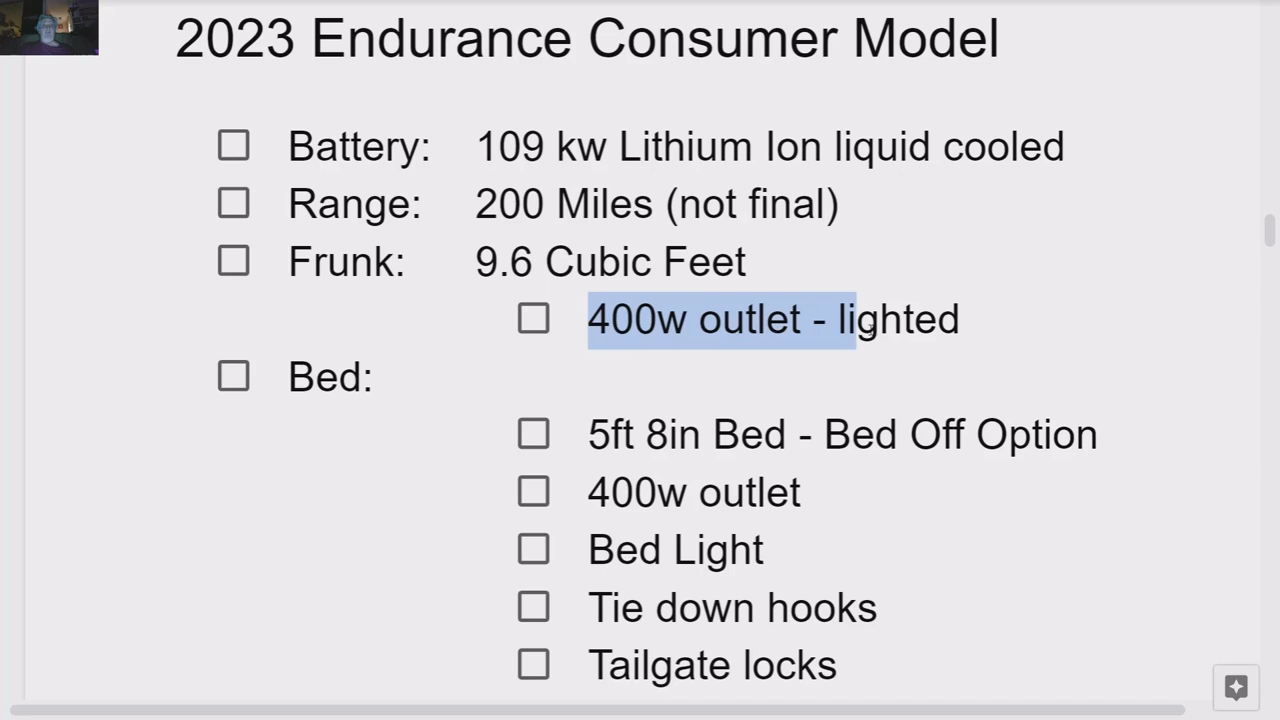 2023 Endurance Consumer Model
Battery: 109 kw Lithium Ion liquid cooled
Range: 200 Miles (not final)
Frunk: 9.6 Cubic Feet
400w outlet - lighted
Bed:
5ft 8in Bed - Bed Off Option
400w outlet
Bed Light
Tie down hooks
Tailgate locks